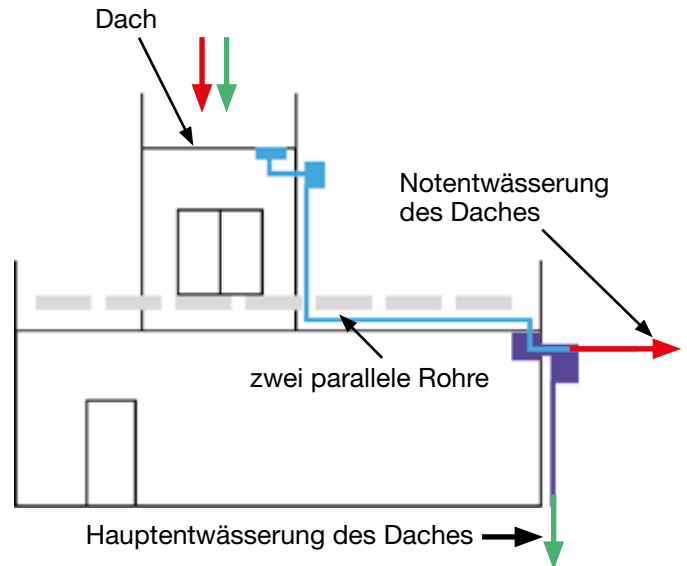 Dach
Notentwässerung
des Daches
zwei parallele Rohre
Hauptentwässerung des Daches